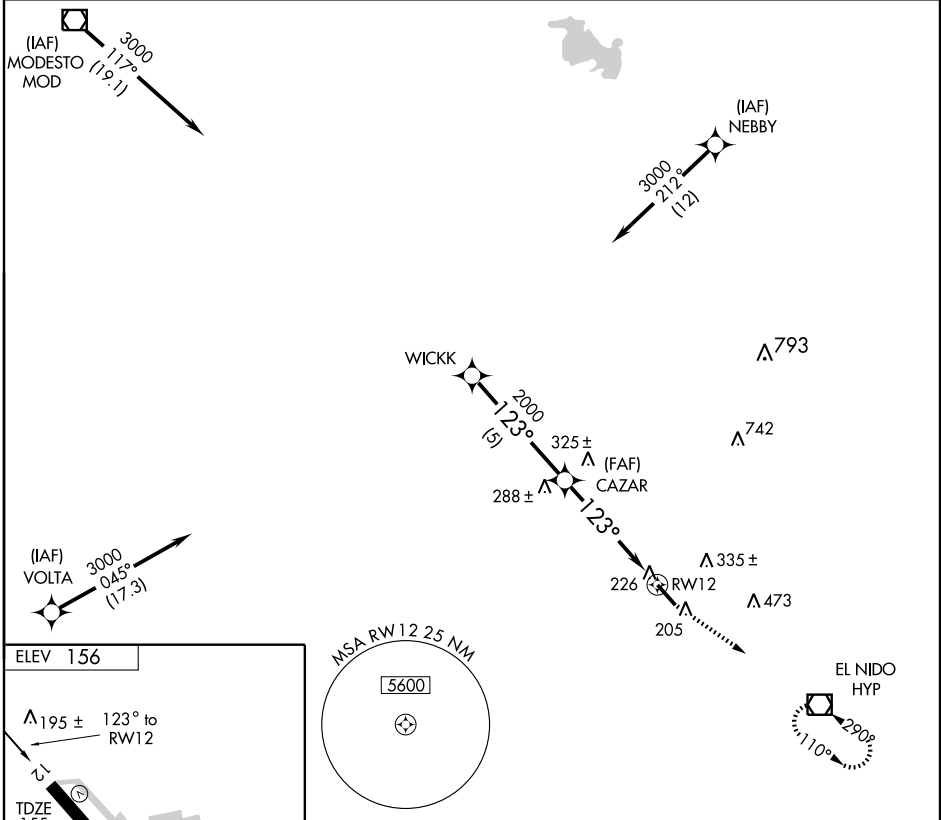 (IAF)
MODESTO
MOD
3000
117°
(19.1)
(IAF)
NEBBY
3000
212°
(12)
793
WICKK
2000
123°
(5)
742
325 ±
(FAF)
CAZAR
288 ±
123°
(IAF)
VOLTA
3000
045°
(17.3)
335 ±
226
RW12
473
205
ELEV 156
MSA RW12 25 NM
5600
EL NIDO
HYP
290°
110°
195 ±
123° to
RW12
12
V
TDZE
155